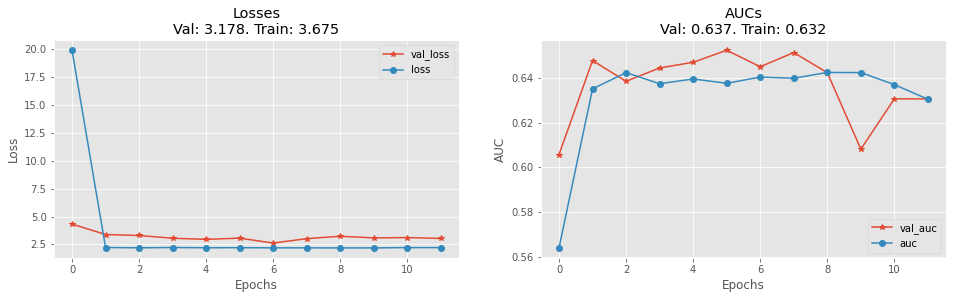 Losses
Val: 3.178. Train: 3.675
20.0
17.5
15.0
12.5
10.0
7.5
5.0
2.5
Loss
val_loss
loss
0 2 4 6 8 10
Epochs
AUCs
Val: 0.637. Train: 0.632
0.64
0.62
0.60
0.58
0.56
AUC
val_auc
auc
0 2 4 6 8 10
Epochs